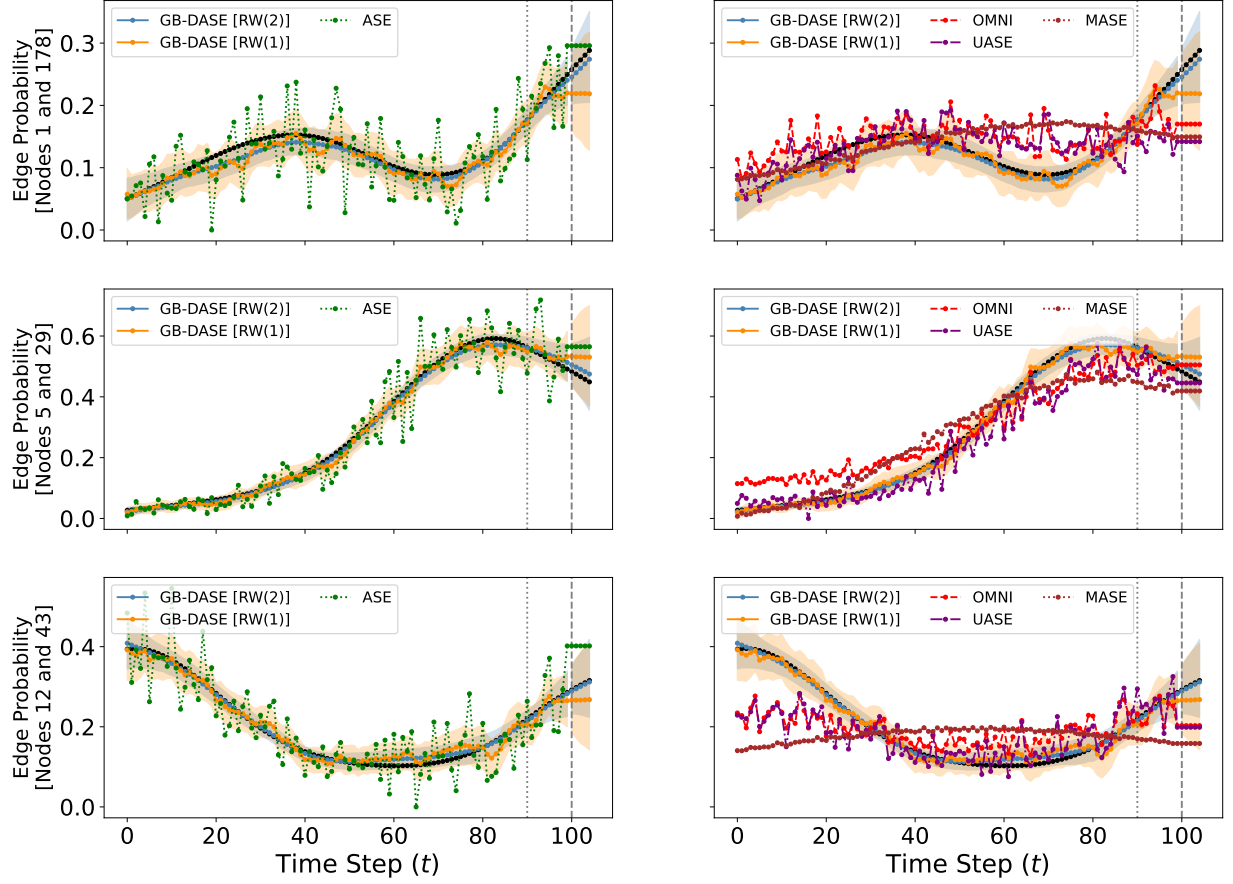 GB-DASE [RW(2)] ASE
GB-DASE [RW(1)]
GB-DASE [RW(2)] OMNI MASE
GB-DASE [RW(1)] UASE
Edge Probability
[Nodes 1 and 178]
0.3
0.2
0.1
0.0
GB-DASE [RW(2)] ASE
GB-DASE [RW(1)]
GB-DASE [RW(2)] OMNI MASE
GB-DASE [RW(1)] UASE
Edge Probability
[Nodes 5 and 29]
0.6
0.4
0.2
0.0
GB-DASE [RW(2)] ASE
GB-DASE [RW(1)]
GB-DASE [RW(2)] OMNI MASE
GB-DASE [RW(1)] UASE
Edge Probability
[Nodes 12 and 43]
0.4
0.2
0.0
0 20 40 60 80 100
Time Step (t)
0 20 40 60 80 100
Time Step (t)